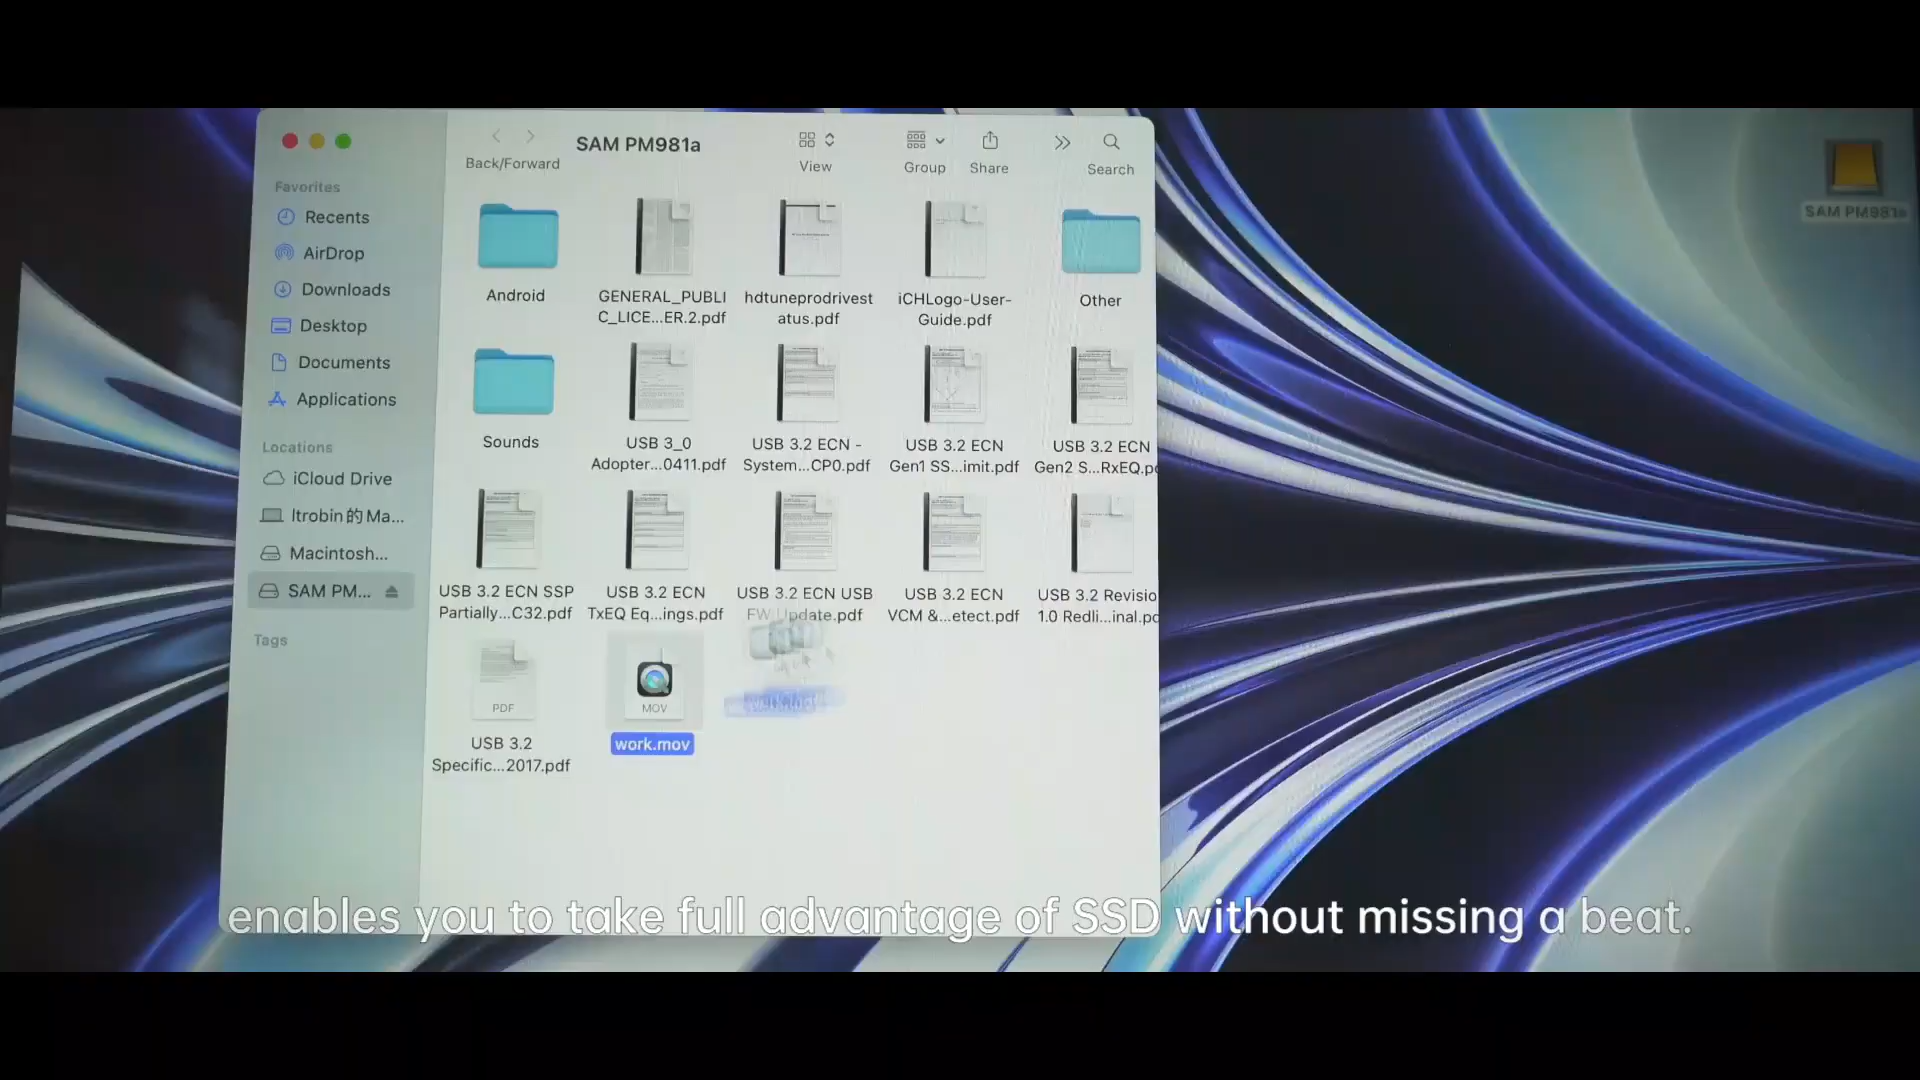 SAM PM981a
Back/Forward
View
Group
Share
Search
SAM PM981a
Favorites
Recents
AirDrop
Downloads
Desktop
Documents
Applications
Locations
iCloud Drive
ltrobin的Ma...
Macintosh...
SAM PM...
Tags
Android
GENERAL_PUBLI
C_LICE...ER.2.pdf
hdtuneprodrivest
atus.pdf
iCHLogo-User-
Guide.pdf
Other
Sounds
USB 3_0
Adopter...0411.pdf
USB 3.2 ECN -
System...CP0.pdf
USB 3.2 ECN
Gen1 SS...imit.pdf
USB 3.2 ECN
Gen2 S...RxEQ.pd
USB 3.2 ECN SSP
Partially...C32.pdf
USB 3.2 ECN
TxEQ Eq...ings.pdf
USB 3.2 ECN USB
FW Update.pdf
USB 3.2 ECN
VCM &...etect.pdf
USB 3.2 Revisio
1.0 Redli...inal.pd
PDF
USB 3.2
Specific...2017.pdf
MOV
work.mov
enables you to take full advantage of SSD without missing a beat.